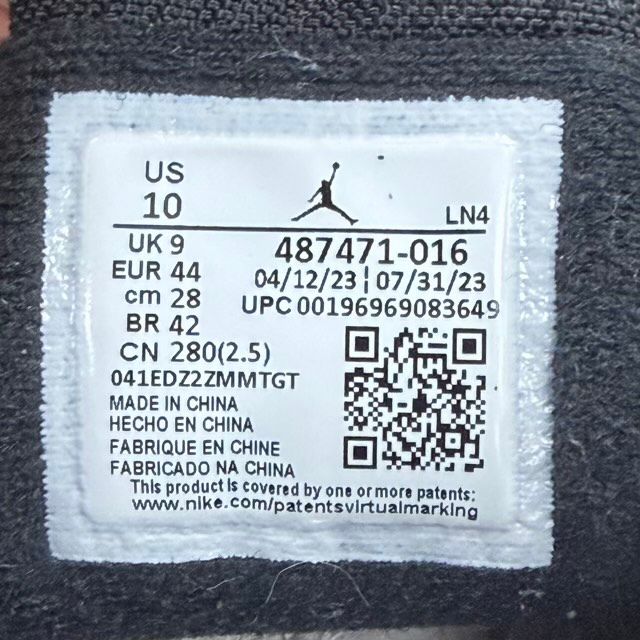 US
10
LN4
UK 9
487471-016
EUR 44
04/12/23 | 07/31/23
cm 28
UPC 00196969083649
BR 42
CN 280(2.5)
041EDZ2ZMMTGT
MADE IN CHINA
HECHO EN CHINA
FABRIQUE EN CHINE
FABRICADO NA CHINA
This product is covered by one or more patents:
www.nike.com/patentsvirtualmarking